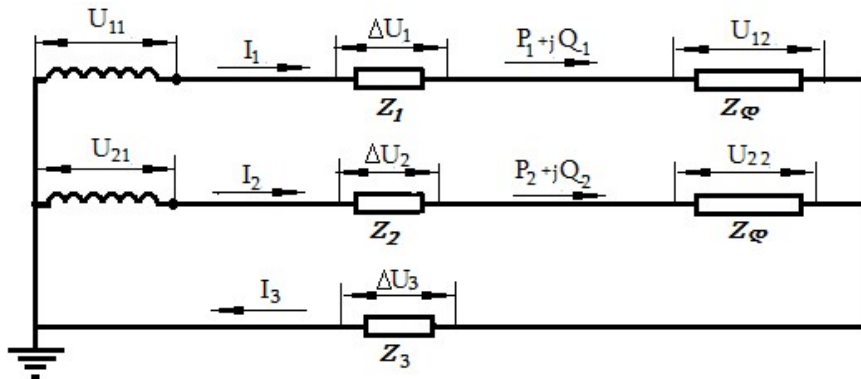 U₁₁ I₁ ΔU₁ P₁+jQ₁ U₁₂
Z₁ Zφ
U₂₁ I₂ ΔU₂ P₂+jQ₂ U₂₂
Z₂ Zφ
I₃ ΔU₃
Z₃